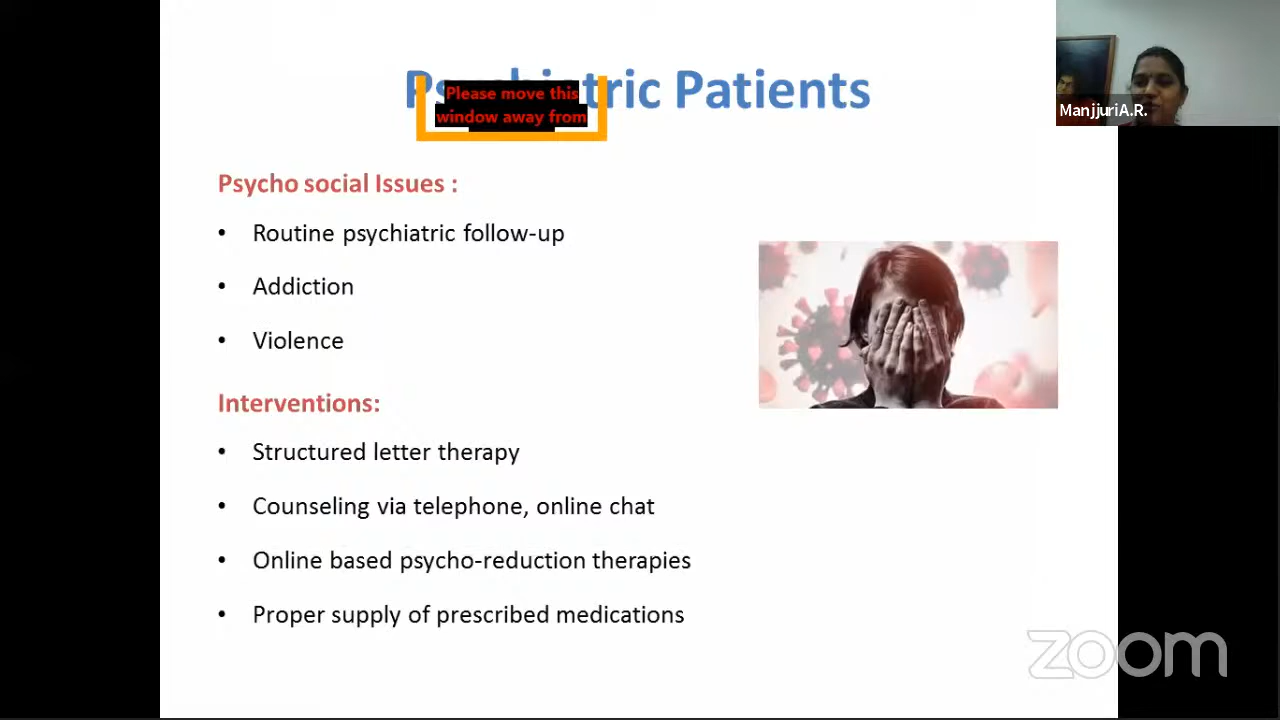 Psychiatric Patients
Please move this
window away from
ManjjuriA.R.
Psycho social Issues :
• Routine psychiatric follow-up
• Addiction
• Violence
Interventions:
• Structured letter therapy
• Counseling via telephone, online chat
• Online based psycho-reduction therapies
• Proper supply of prescribed medications
zoom